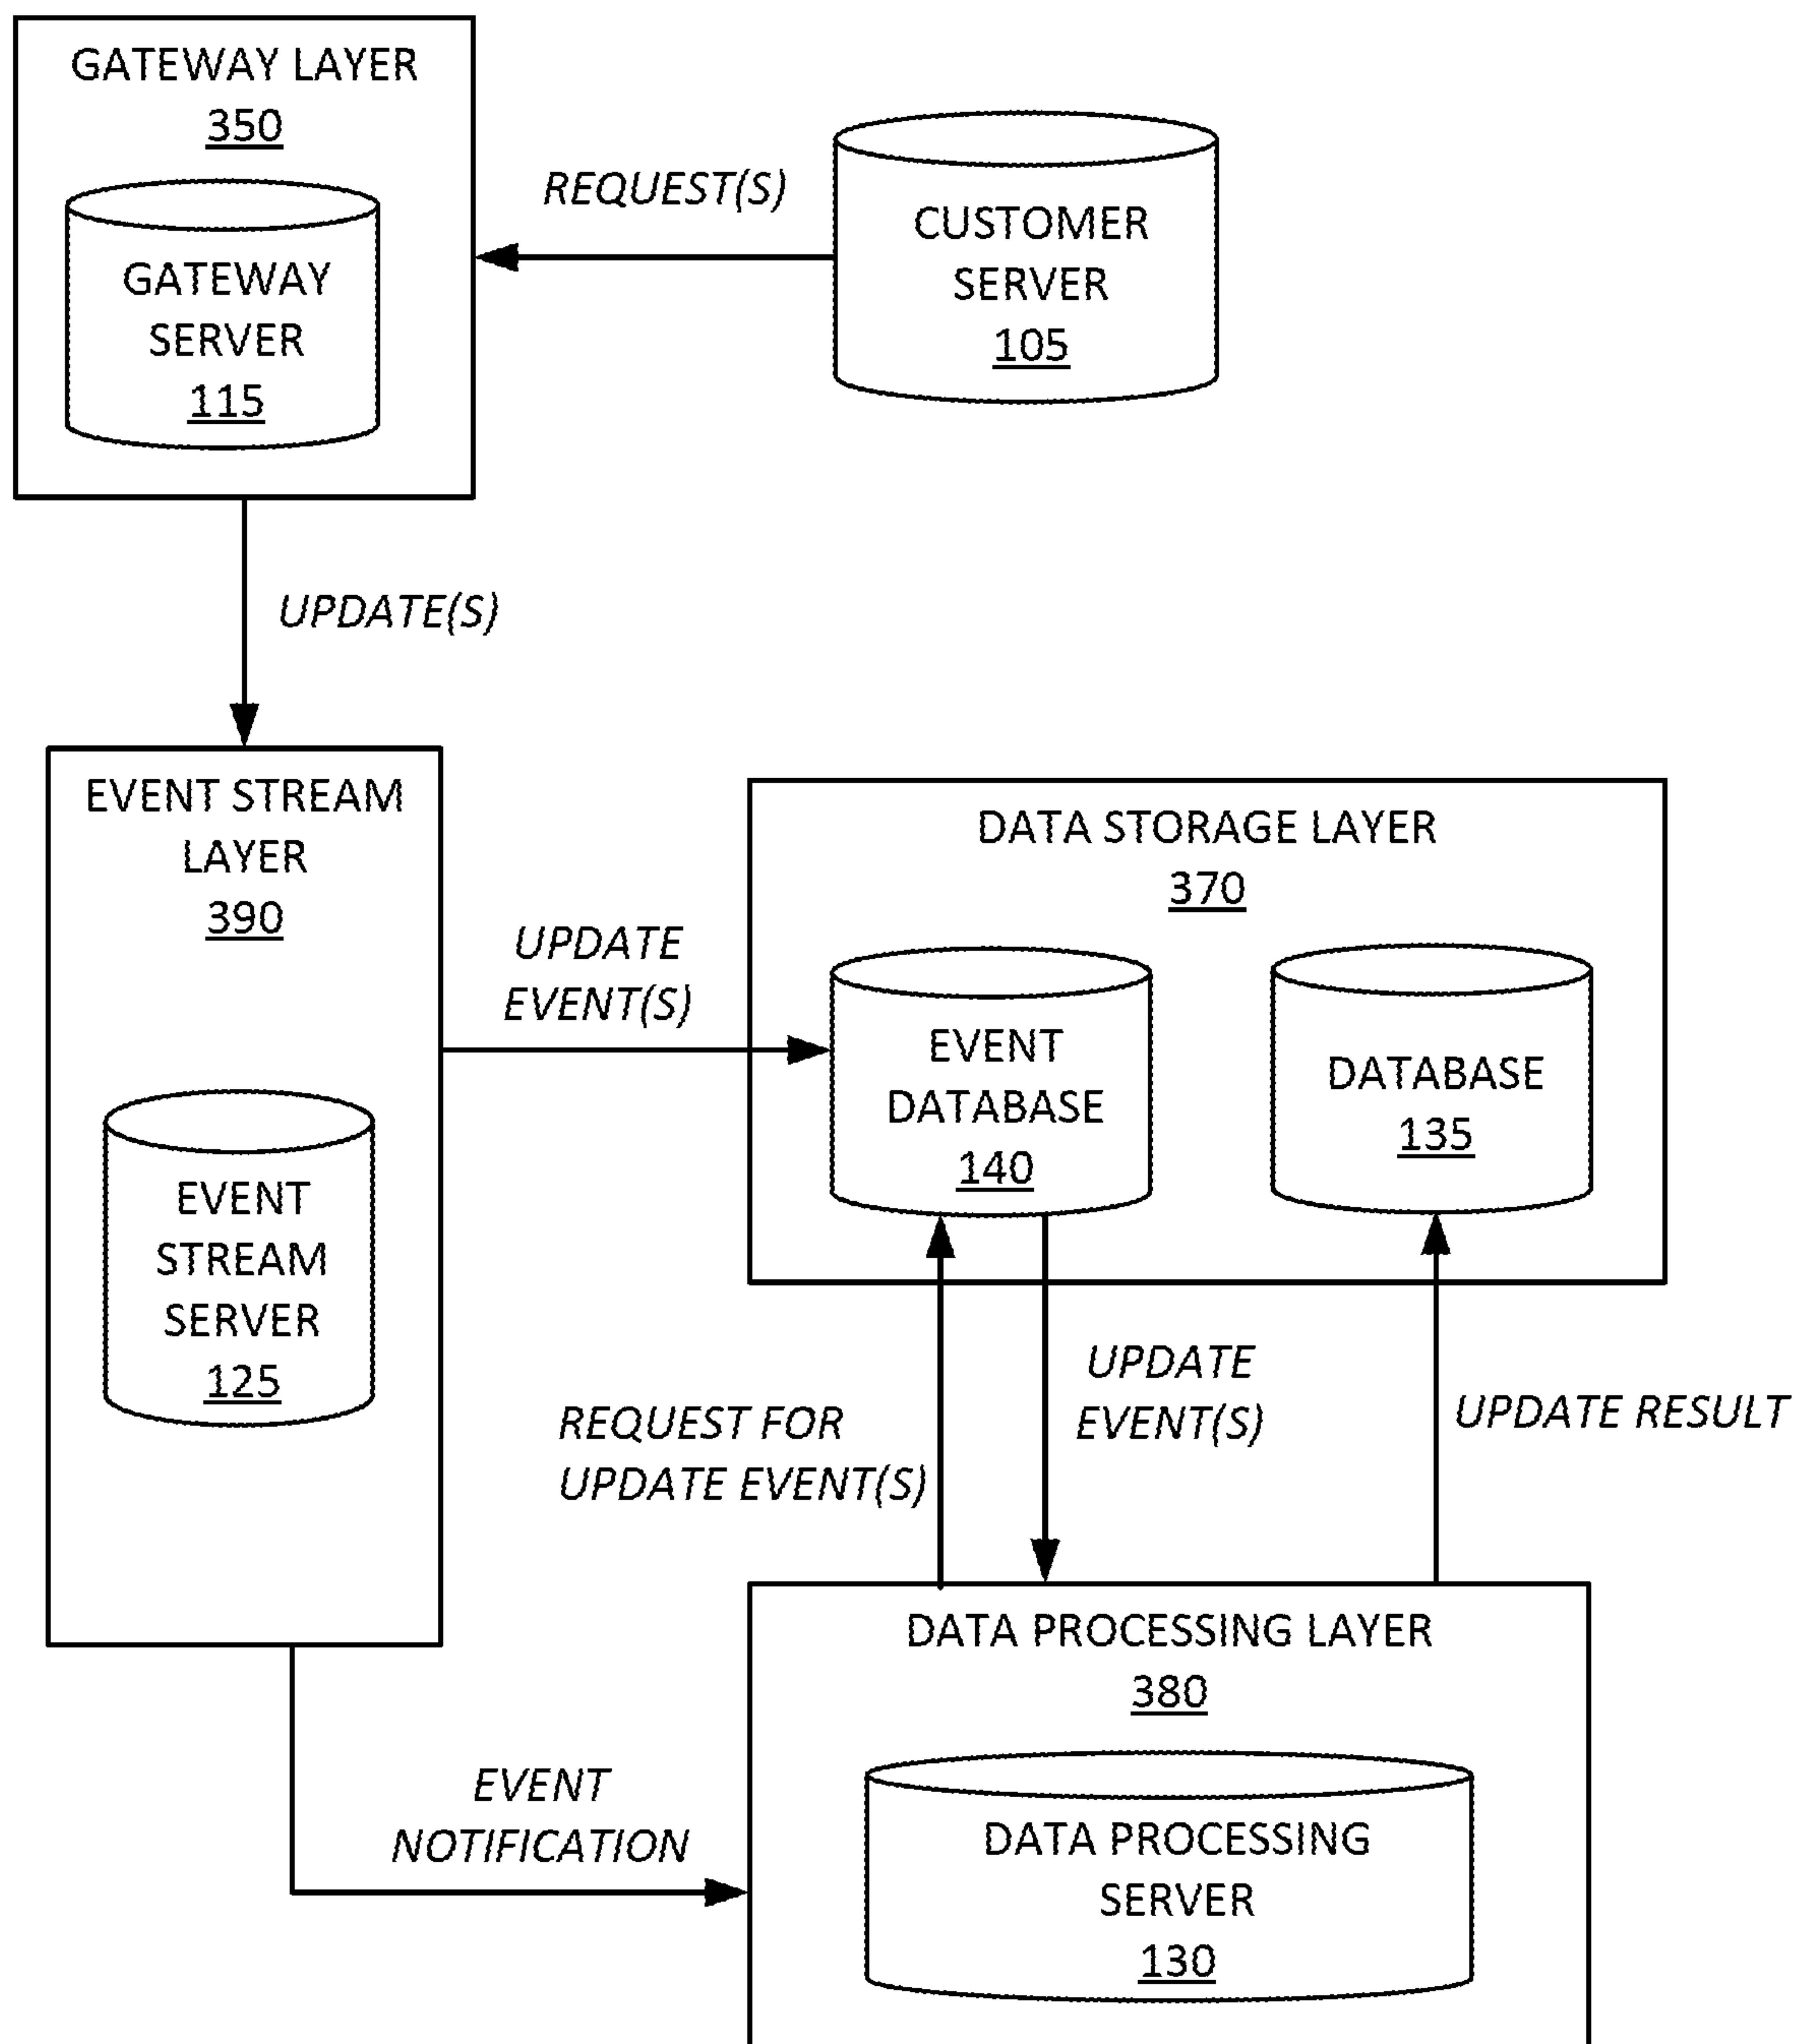 GATEWAY LAYER
350
GATEWAY
SERVER
115
REQUEST(S)
CUSTOMER
SERVER
105
UPDATE(S)
EVENT STREAM
LAYER
390
EVENT
STREAM
SERVER
125
UPDATE
EVENT(S)
DATA STORAGE LAYER
370
EVENT
DATABASE
140
DATABASE
135
REQUEST FOR
UPDATE EVENT(S)
UPDATE
EVENT(S)
UPDATE RESULT
EVENT
NOTIFICATION
DATA PROCESSING LAYER
380
DATA PROCESSING
SERVER
130